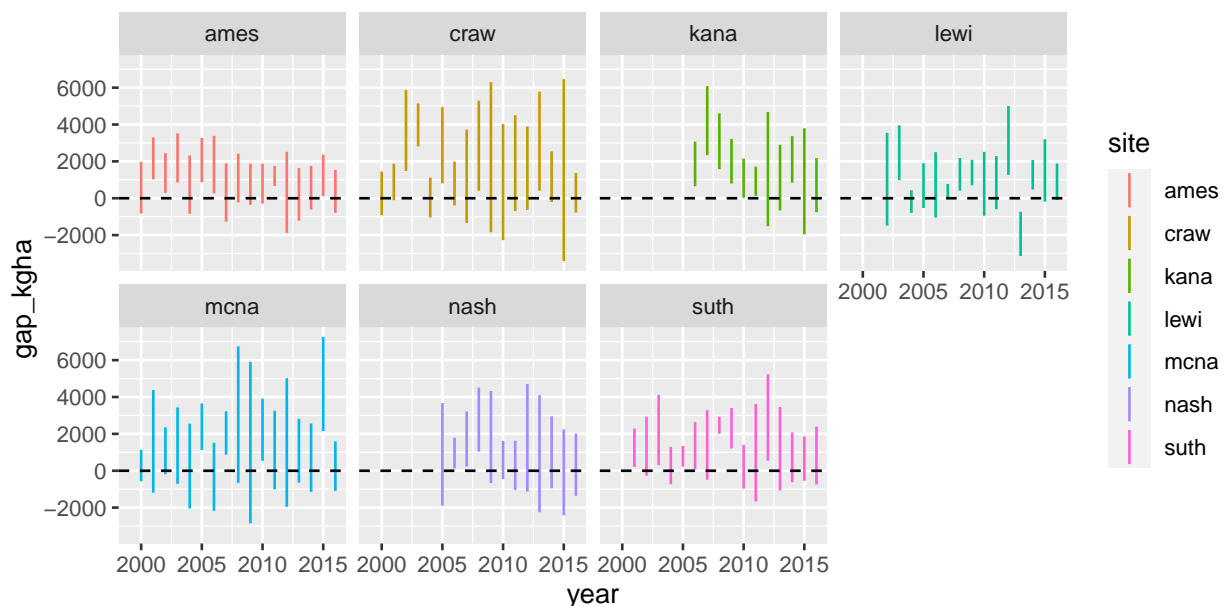 ames craw kana lewi
6000
4000
2000
0
−2000
2000 2005 2010 2015
mcna nash suth
6000
4000
2000
0
−2000
2000 2005 2010 2015 2000 2005 2010 2015 2000 2005 2010 2015
year
gap_kgha
site
ames
craw
kana
lewi
mcna
nash
suth